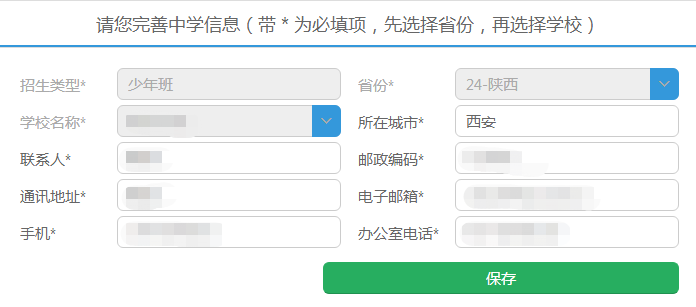 请您完善中学信息（带 * 为必填项，先选择省份，再选择学校）
招生类型* 少年班 省份* 24-陕西
学校名称* 所在城市* 西安
联系人* 邮政编码*
通讯地址* 电子邮箱*
手机* 办公室电话*
保存